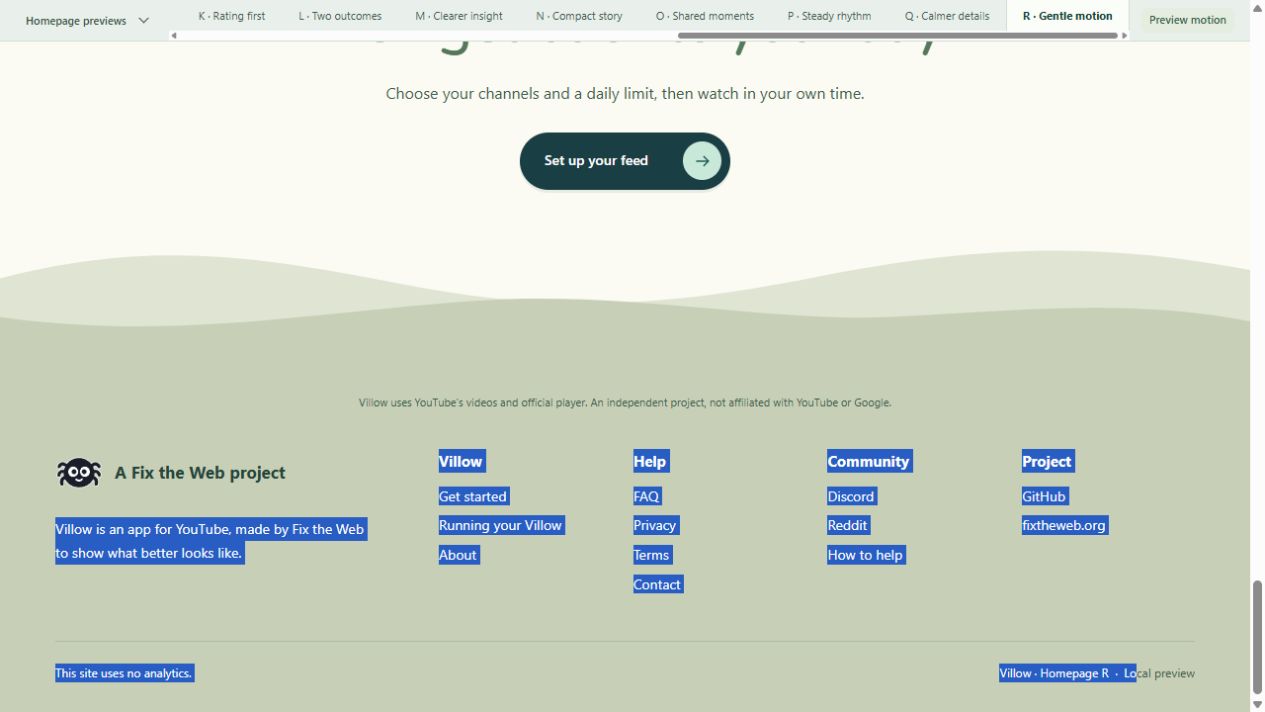 Homepage previews
K · Rating first
L · Two outcomes
M · Clearer insight
N · Compact story
O · Shared moments
P · Steady rhythm
Q · Calmer details
R · Gentle motion
Preview motion
Choose your channels and a daily limit, then watch in your own time.
Set up your feed
Villow uses YouTube's videos and official player. An independent project, not affiliated with YouTube or Google.
A Fix the Web project
Villow is an app for YouTube, made by Fix the Web
to show what better looks like.
Villow
Get started
Running your Villow
About
Help
FAQ
Privacy
Terms
Contact
Community
Discord
Reddit
How to help
Project
GitHub
fixtheweb.org
This site uses no analytics.
Villow · Homepage R · Local preview